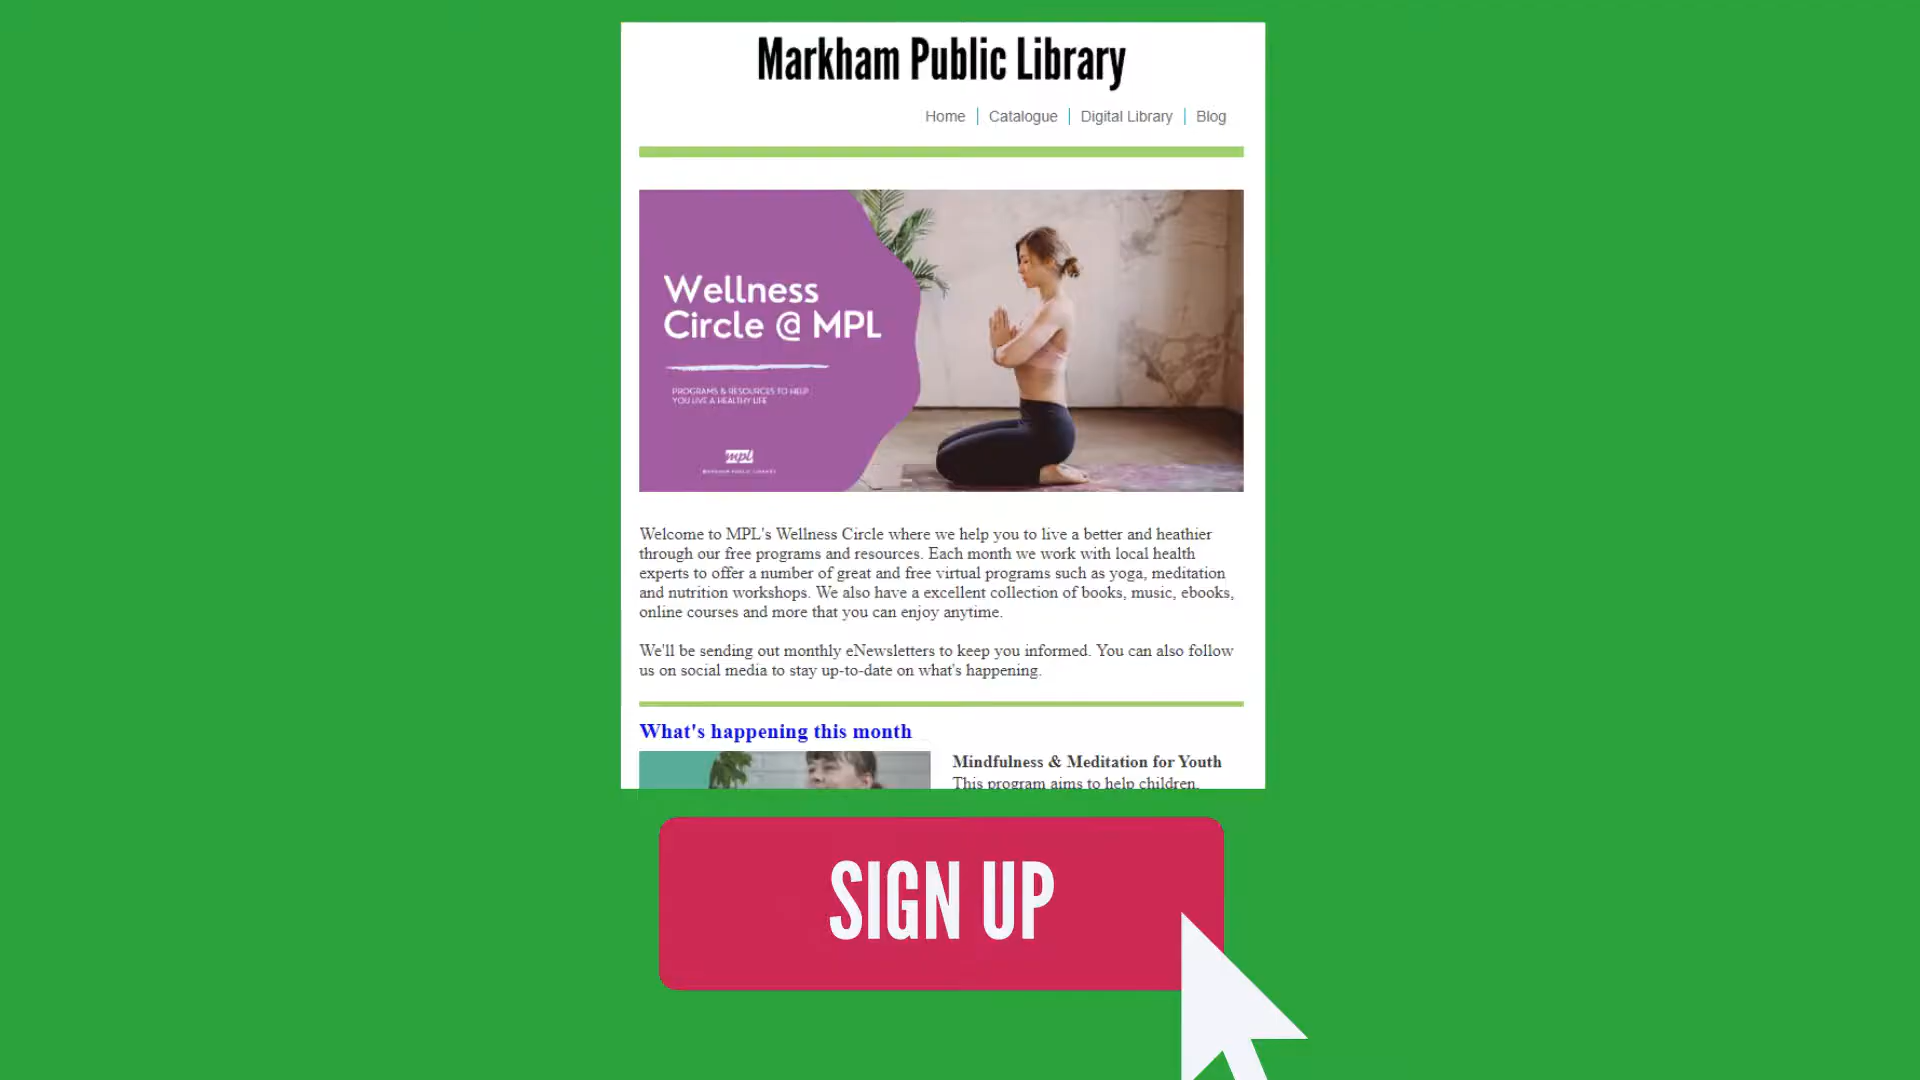 Markham Public Library
Home | Catalogue | Digital Library | Blog
Wellness
Circle @ MPL
PROGRAMS & RESOURCES TO HELP
YOU LIVE A HEALTHY LIFE
mpl
MARKHAM PUBLIC LIBRARY
Welcome to MPL's Wellness Circle where we help you to live a better and heathier
through our free programs and resources. Each month we work with local health
experts to offer a number of great and free virtual programs such as yoga, meditation
and nutrition workshops. We also have a excellent collection of books, music, ebooks,
online courses and more that you can enjoy anytime.
We'll be sending out monthly eNewsletters to keep you informed. You can also follow
us on social media to stay up-to-date on what's happening.
What's happening this month
Mindfulness & Meditation for Youth
This program aims to help children,
SIGN UP